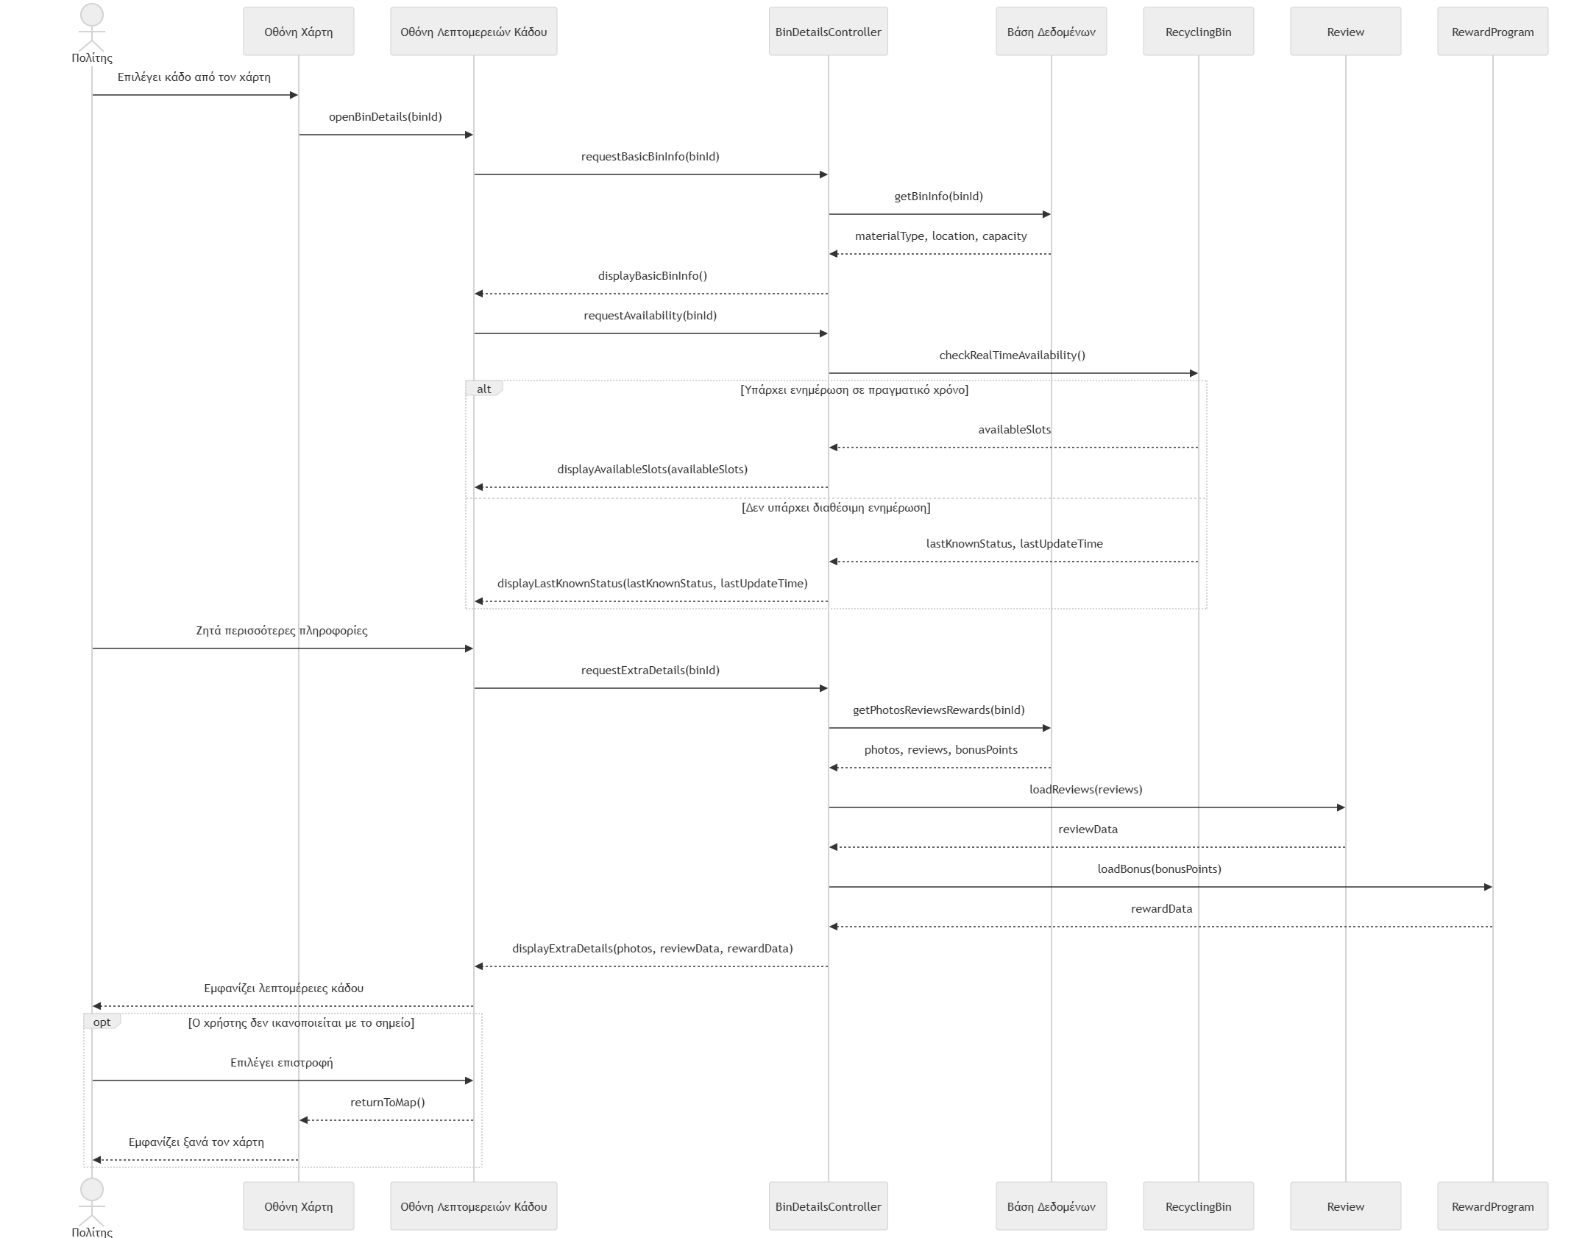 Πολίτης
Οθόνη Χάρτη
Οθόνη Λεπτομερειών Κάδου
BinDetailsController
Βάση Δεδομένων
RecyclingBin
Review
RewardProgram
Επιλέγει κάδο από τον χάρτη
openBinDetails(binId)
requestBasicBinInfo(binId)
getBinInfo(binId)
materialType, location, capacity
displayBasicBinInfo()
requestAvailability(binId)
checkRealTimeAvailability()
alt
[Υπάρχει ενημέρωση σε πραγματικό χρόνο]
availableSlots
displayAvailableSlots(availableSlots)
[Δεν υπάρχει διαθέσιμη ενημέρωση]
lastKnownStatus, lastUpdateTime
displayLastKnownStatus(lastKnownStatus, lastUpdateTime)
Ζητά περισσότερες πληροφορίες
requestExtraDetails(binId)
getPhotosReviewsRewards(binId)
photos, reviews, bonusPoints
loadReviews(reviews)
reviewData
loadBonus(bonusPoints)
rewardData
displayExtraDetails(photos, reviewData, rewardData)
Εμφανίζει λεπτομέρειες κάδου
opt
[Ο χρήστης δεν ικανοποιείται με το σημείο]
Επιλέγει επιστροφή
returnToMap()
Εμφανίζει ξανά τον χάρτη
Πολίτης
Οθόνη Χάρτη
Οθόνη Λεπτομερειών Κάδου
BinDetailsController
Βάση Δεδομένων
RecyclingBin
Review
RewardProgram